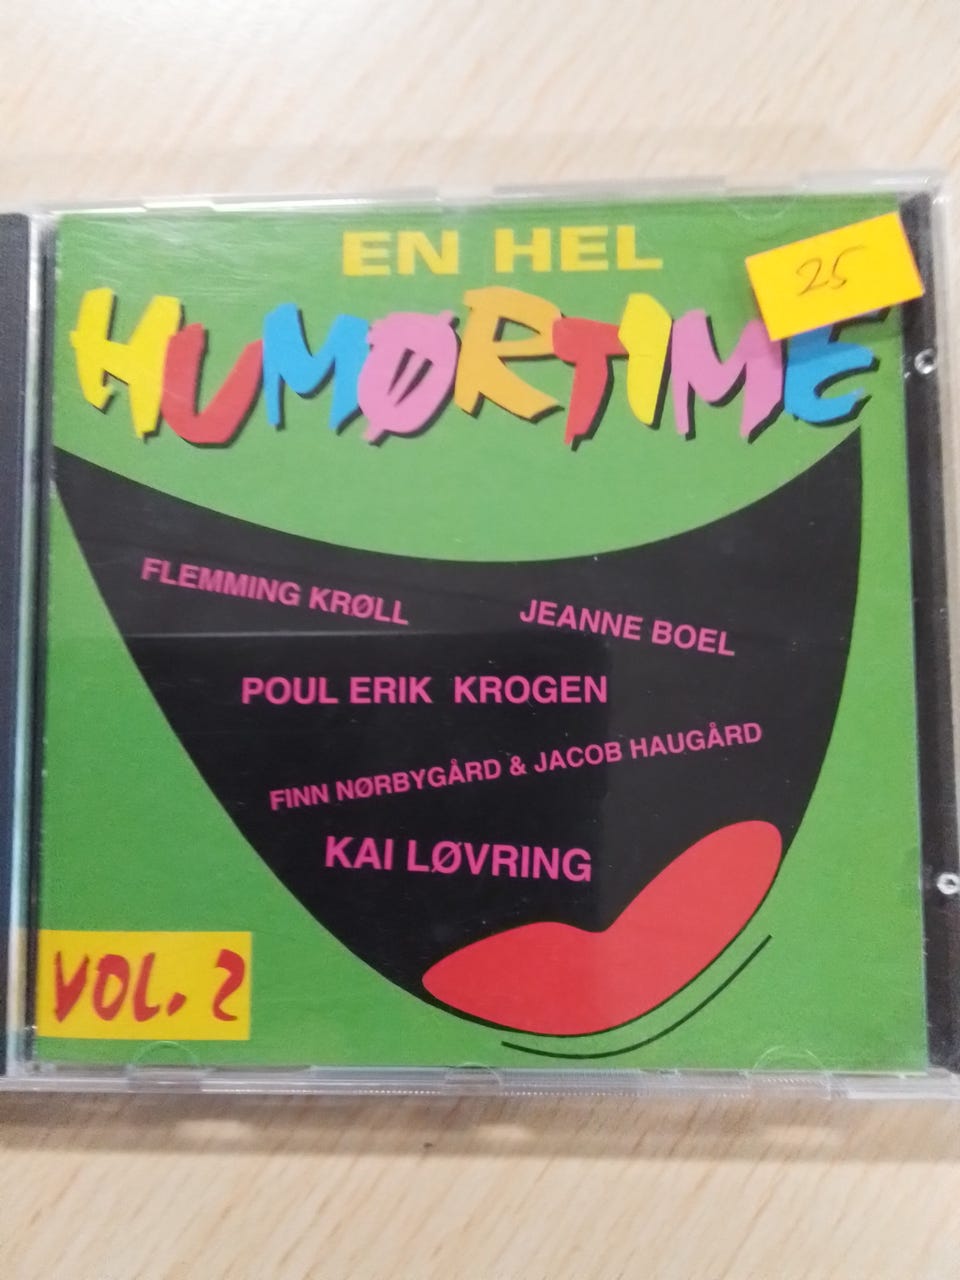 EN HEL
HUMØRTIME
25
FLEMMING KRØLL
JEANNE BOEL
POUL ERIK KROGEN
FINN NØRBYGÅRD & JACOB HAUGÅRD
KAI LØVRING
VOL. 2